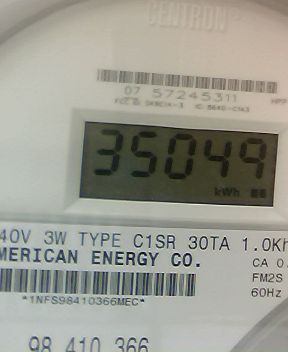 CENTRON®
07 57245311
35049
kWh
40V 3W TYPE C1SR 30TA 1.0Kh
MERICAN ENERGY CO.
CA 0.
FM2S
60Hz
*1NFS98410366MEC*
98 410 366